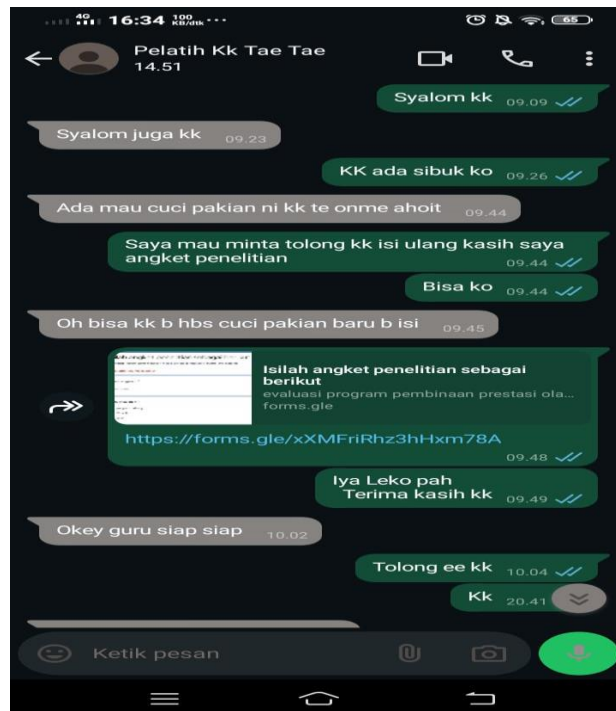 4G 16:34 100 KB/dtk ... 65
Pelatih Kk Tae Tae
14.51
Syalom kk 09.09
Syalom juga kk 09.23
KK ada sibuk ko 09.26
Ada mau cuci pakian ni kk te onme ahoit 09.44
Saya mau minta tolong kk isi ulang kasih saya
angket penelitian 09.44
Bisa ko 09.44
Oh bisa kk b hbs cuci pakian baru b isi 09.45
Isilah angket penelitian sebagai
berikut
evaluasi program pembinaan prestasi ola...
forms.gle
https://forms.gle/xXMFriRhz3hHxm78A
09.48
Iya Leko pah
Terima kasih kk 09.49
Okey guru siap siap 10.02
Tolong ee kk 10.04
Kk 20.41
Ketik pesan